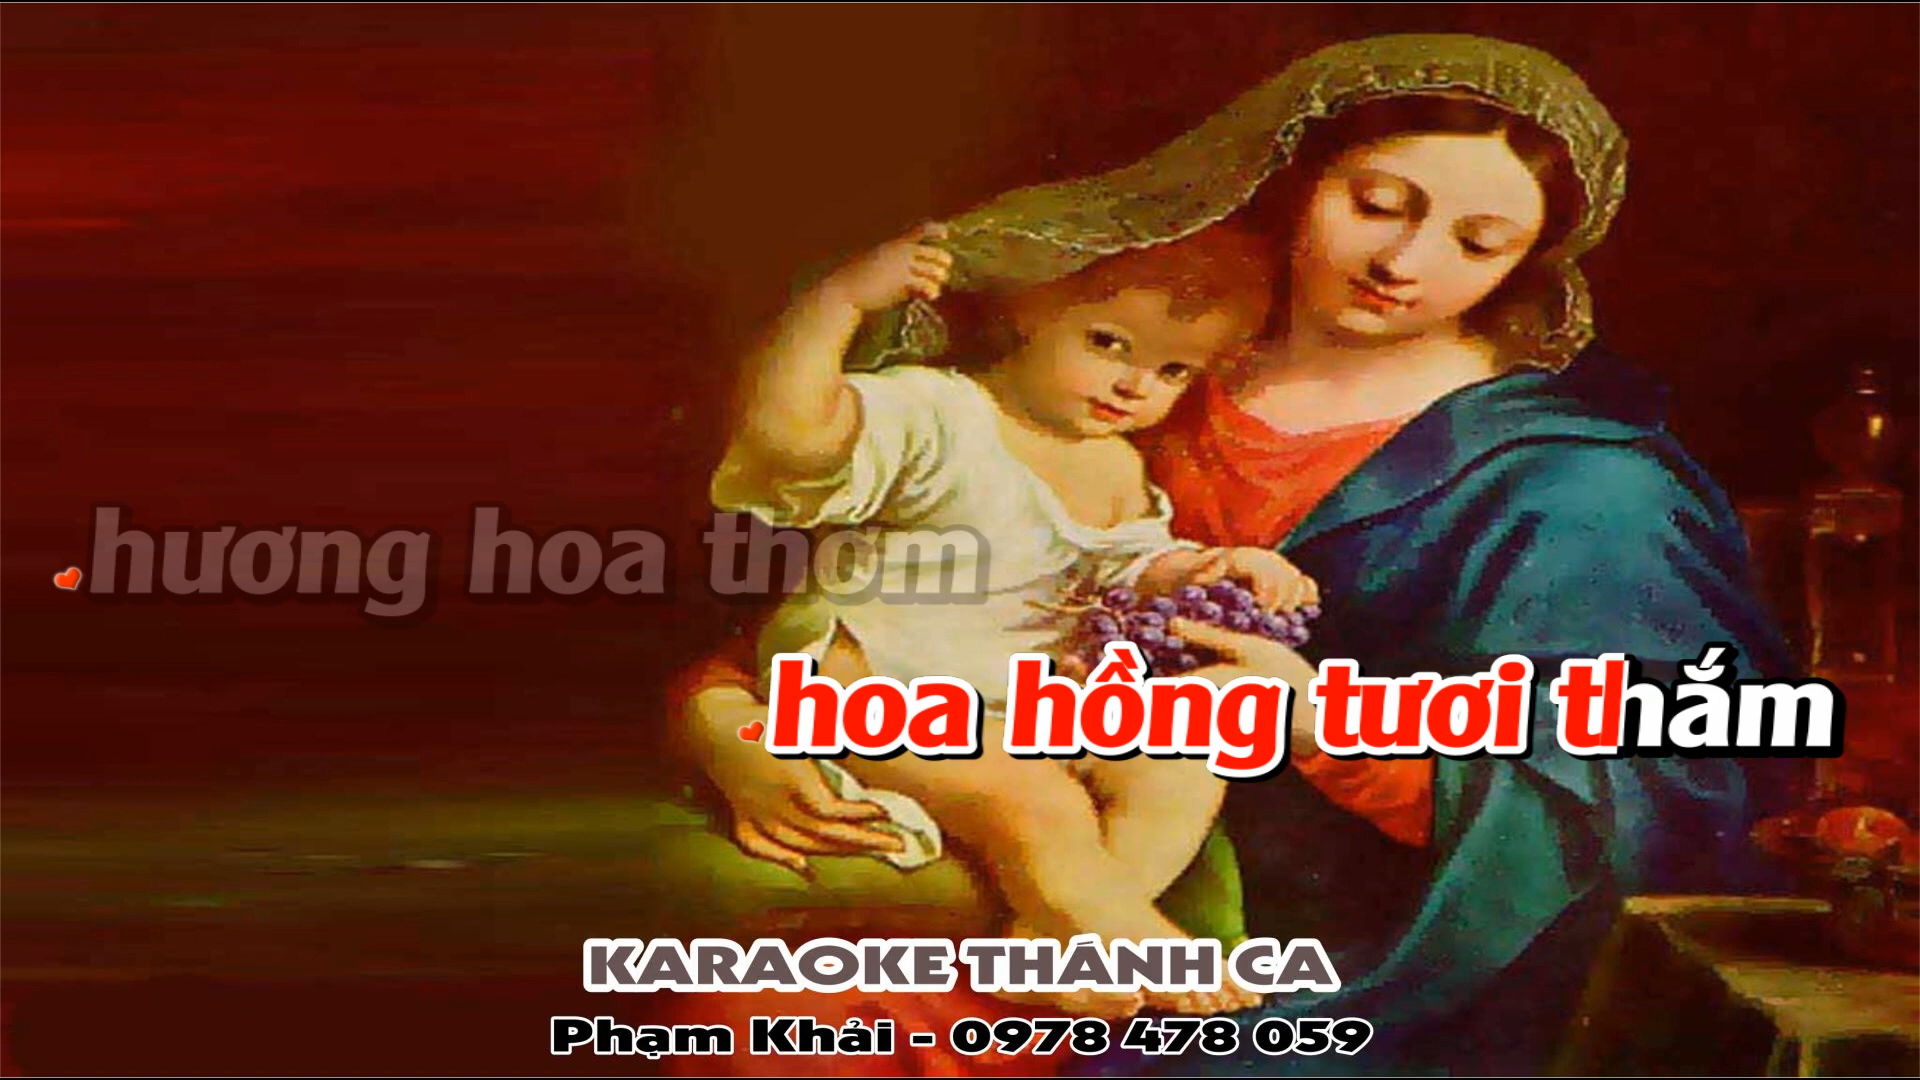 hương hoa thơm
hoa hồng tươi thắm
KARAOKE THÁNH CA
Phạm Khải - 0978 478 059